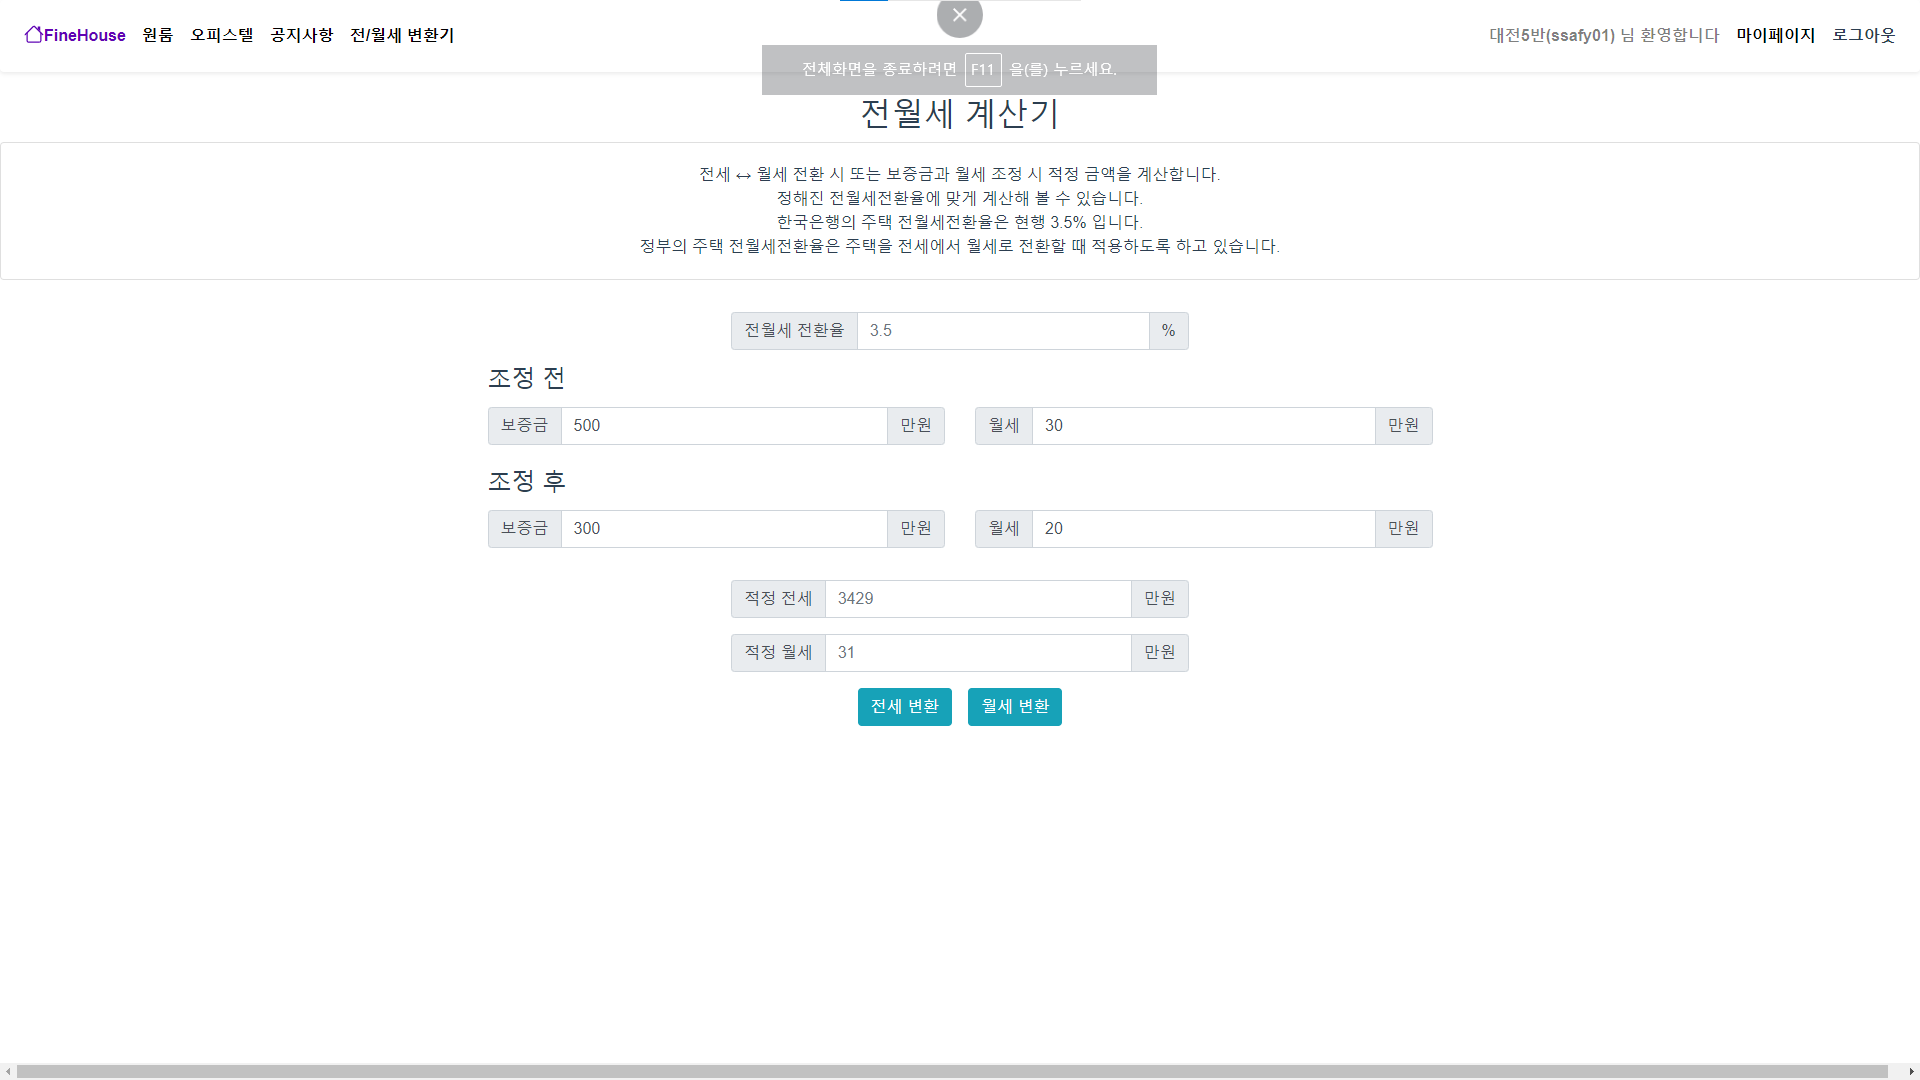 FineHouse 원룸 오피스텔 공지사항 전/월세 변환기 대전5반(ssafy01) 님 환영합니다 마이페이지 로그아웃
전체화면을 종료하려면 F11 을(를) 누르세요.
전월세 계산기
전세 ↔ 월세 전환 시 또는 보증금과 월세 조정 시 적정 금액을 계산합니다.
정해진 전월세전환율에 맞게 계산해 볼 수 있습니다.
한국은행의 주택 전월세전환율은 현행 3.5% 입니다.
정부의 주택 전월세전환율은 주택을 전세에서 월세로 전환할 때 적용하도록 하고 있습니다.
전월세 전환율 3.5 %
조정 전
보증금 500 만원 월세 30 만원
조정 후
보증금 300 만원 월세 20 만원
적정 전세 3429 만원
적정 월세 31 만원
전세 변환 월세 변환